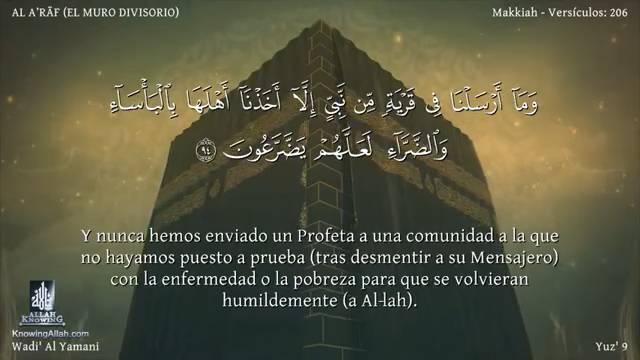 AL A'RĀF (EL MURO DIVISORIO)
Makkiah - Versículos: 206
وَمَآ أَرْسَلْنَا فِى قَرْيَةٍ مِّن نَّبِىٍّ إِلَّآ أَخَذْنَآ أَهْلَهَا بِٱلْبَأْسَآءِ
وَٱلضَّرَّآءِ لَعَلَّهُمْ يَضَّرَّعُونَ ٩٤
Y nunca hemos enviado un Profeta a una comunidad a la que
no hayamos puesto a prueba (tras desmentir a su Mensajero)
con la enfermedad o la pobreza para que se volvieran
humildemente (a Al-lah).
ALLAH
KNOWING
KnowingAllah.com
Wadi' Al Yamani
Yuz' 9